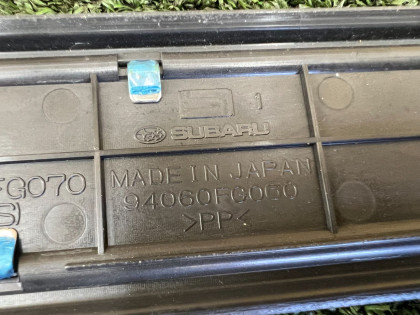 1
SUBARU
FG070
MADE IN JAPAN
94060FG060
S)
>PP<